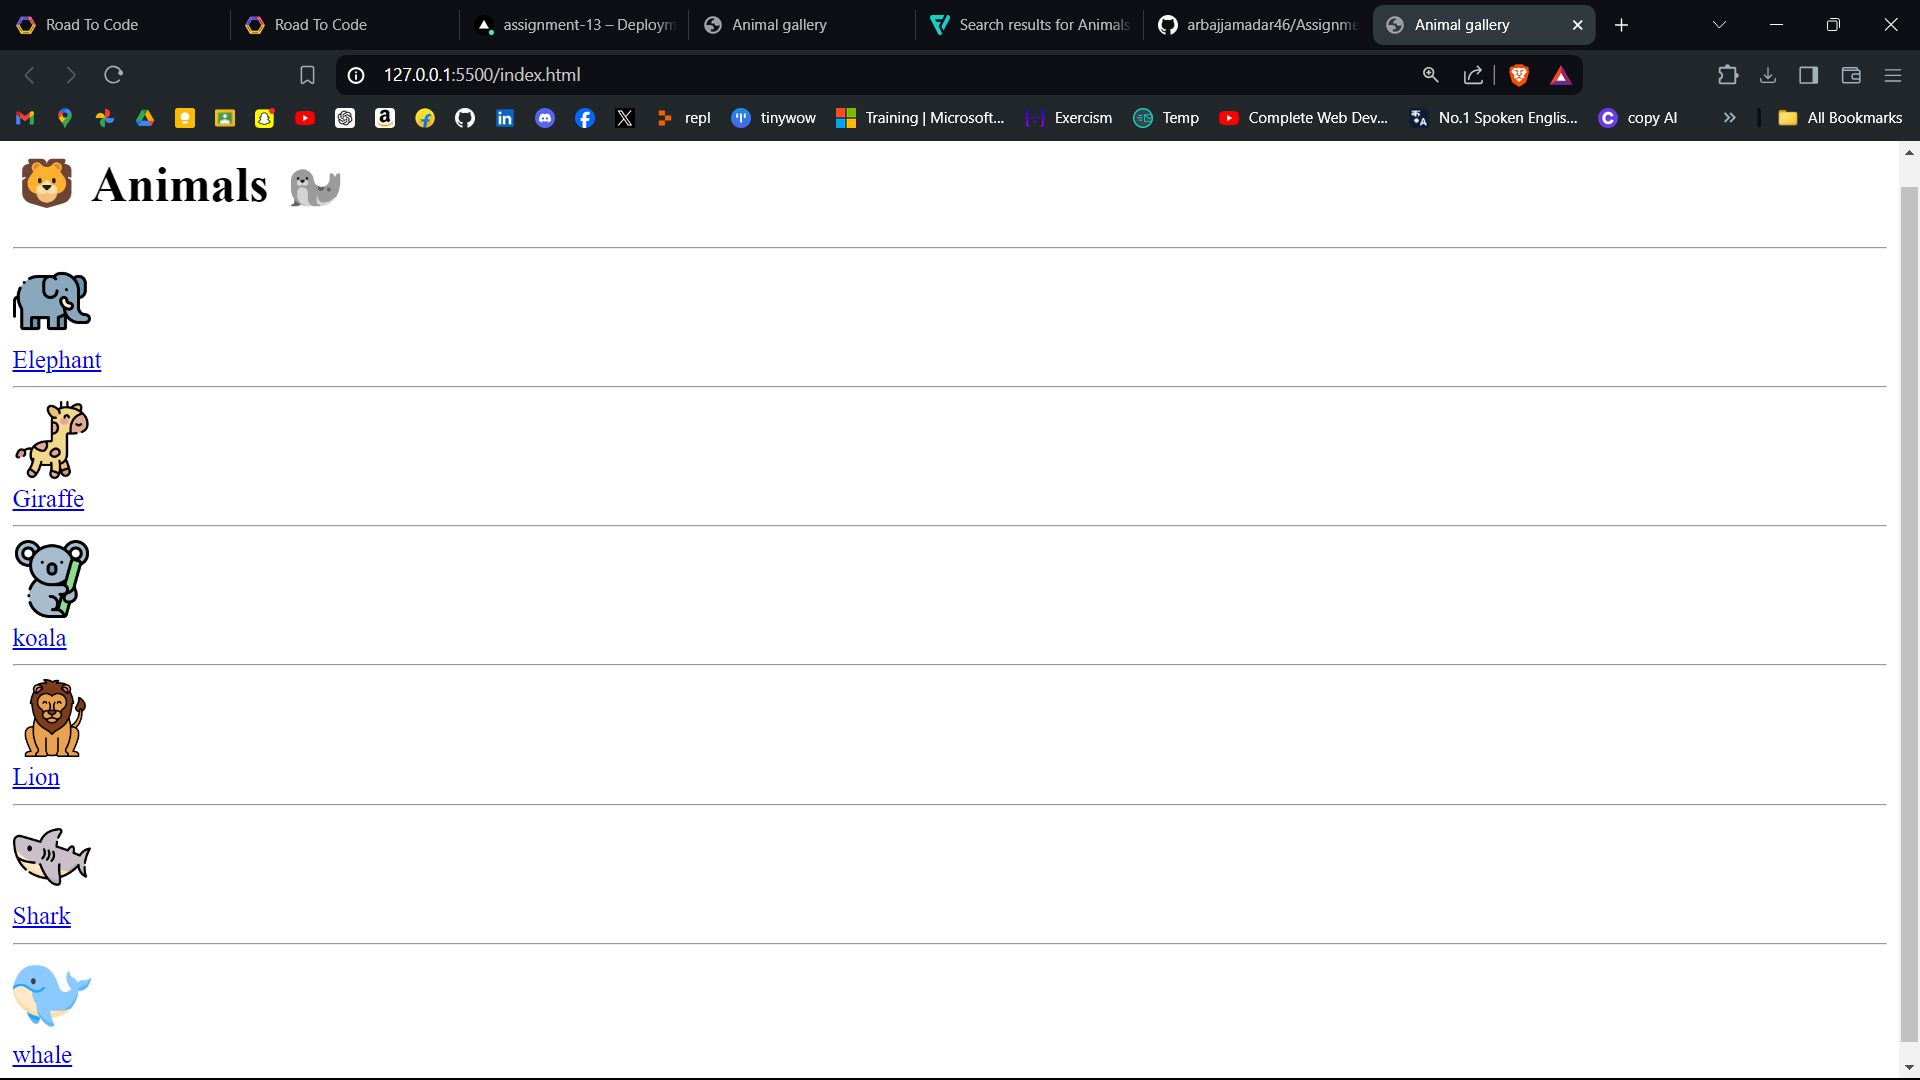 Road To Code
Road To Code
assignment-13 – Deploym
Animal gallery
Search results for Animals
arbajjamadar46/Assignme
Animal gallery
127.0.0.1:5500/index.html
repl
tinywow
Training | Microsoft...
Exercism
Temp
Complete Web Dev...
No.1 Spoken Englis...
copy AI
All Bookmarks
Animals
Elephant
Giraffe
koala
Lion
Shark
whale